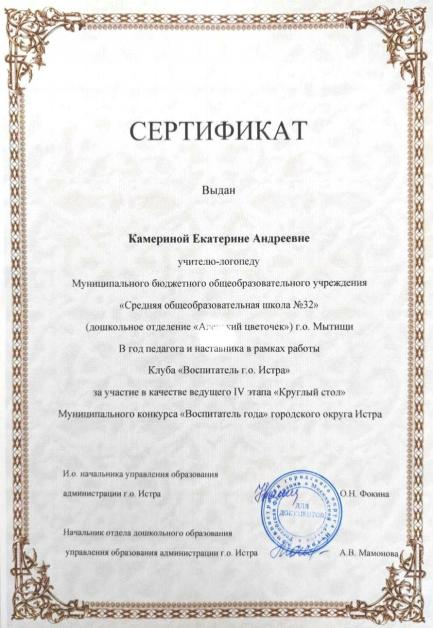 СЕРТИФИКАТ
Выдан
Камериной Екатерине Андреевне
учителю-логопеду
Муниципального бюджетного общеобразовательного учреждения
«Средняя общеобразовательная школа №32»
(дошкольное отделение цветочек») г.о. Мытищи
В год педагога и наставника в рамках работы
Клуба «Воспитатель г.о. Истра»
за участие в качестве ведущего IV этапа «Круглый стол»
Муниципального конкурса «Воспитатель года» городского округа Истра
И.о. начальника управления образования
администрации г.о. Истра О.Н. Фокина
ДЛЯ
ДОКУМЕНТОВ
Начальник отдела дошкольного образования
управления образования администрации г.о. Истра А.В. Мамонова